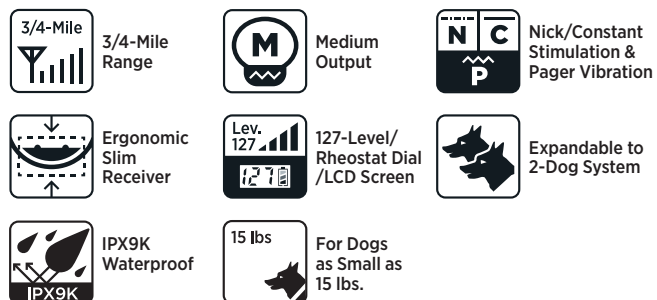 3/4-Mile
3/4-Mile
Range
M
Medium
Output
N C
P
Nick/Constant
Stimulation &
Pager Vibration
Ergonomic
Slim
Receiver
Lev.
127
127
127-Level/
Rheostat Dial
/LCD Screen
Expandable to
2-Dog System
IPX9K
IPX9K
Waterproof
15 lbs
For Dogs
as Small as
15 lbs.